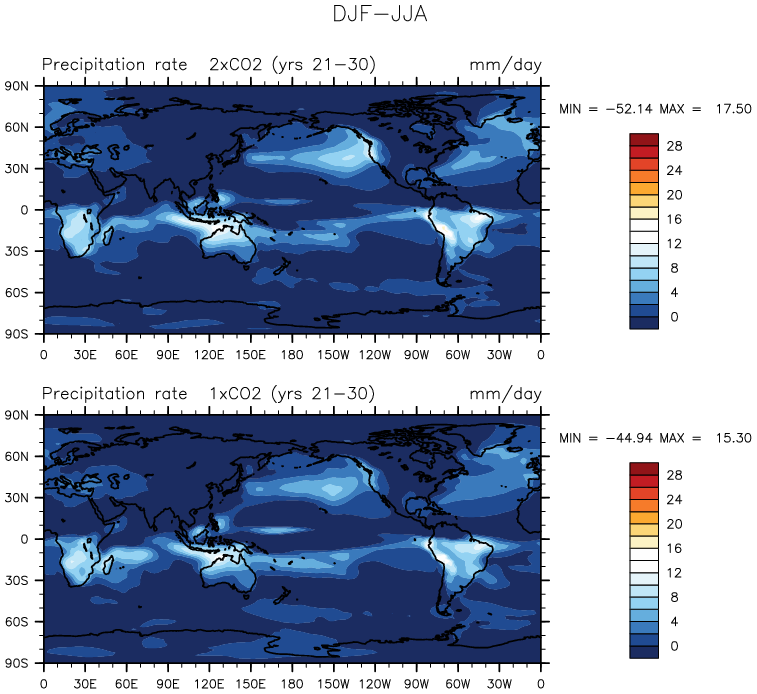 DJF-JJA
Precipitation rate 2xCO2 (yrs 21-30) mm/day
90N
60N
30N
0
30S
60S
90S
0 30E 60E 90E 120E 150E 180 150W 120W 90W 60W 30W 0
MIN = -52.14 MAX = 17.50
28
24
20
16
12
8
4
0
Precipitation rate 1xCO2 (yrs 21-30) mm/day
90N
60N
30N
0
30S
60S
90S
0 30E 60E 90E 120E 150E 180 150W 120W 90W 60W 30W 0
MIN = -44.94 MAX = 15.30
28
24
20
16
12
8
4
0